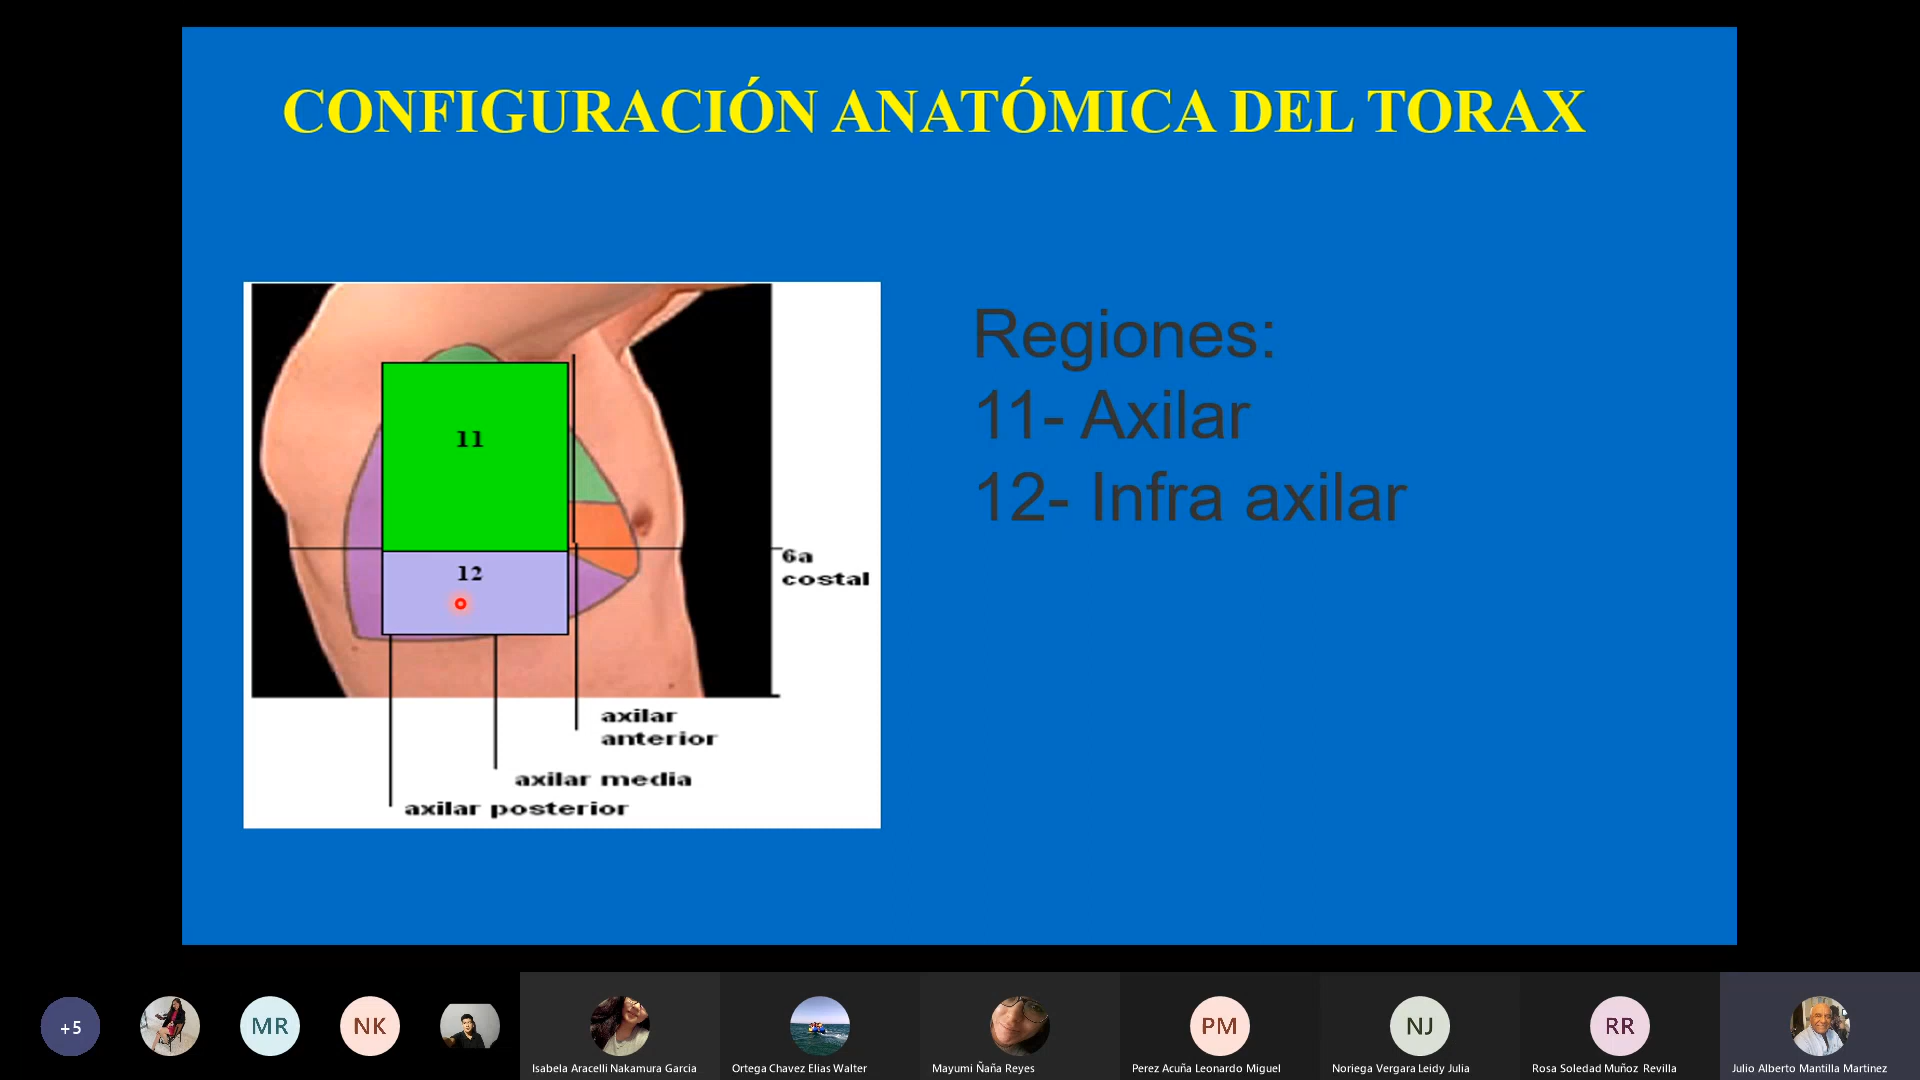 CONFIGURACIÓN ANATÓMICA DEL TORAX
11
12
6a
costal
axilar
anterior
axilar media
axilar posterior
Regiones:
11- Axilar
12- Infra axilar
+5
MR
NK
PM
NJ
RR
Isabela Aracelli Nakamura Garcia
Ortega Chavez Elias Walter
Mayumi Ñaña Reyes
Perez Acuña Leonardo Miguel
Noriega Vergara Leidy Julia
Rosa Soledad Muñoz Revilla
Julio Alberto Mantilla Martinez